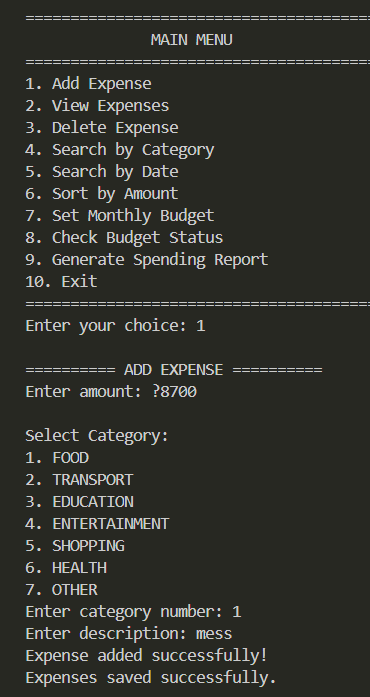 ==========================================
MAIN MENU
==========================================
1. Add Expense
2. View Expenses
3. Delete Expense
4. Search by Category
5. Search by Date
6. Sort by Amount
7. Set Monthly Budget
8. Check Budget Status
9. Generate Spending Report
10. Exit
==========================================
Enter your choice: 1
========== ADD EXPENSE ==========
Enter amount: ?8700
Select Category:
1. FOOD
2. TRANSPORT
3. EDUCATION
4. ENTERTAINMENT
5. SHOPPING
6. HEALTH
7. OTHER
Enter category number: 1
Enter description: mess
Expense added successfully!
Expenses saved successfully.